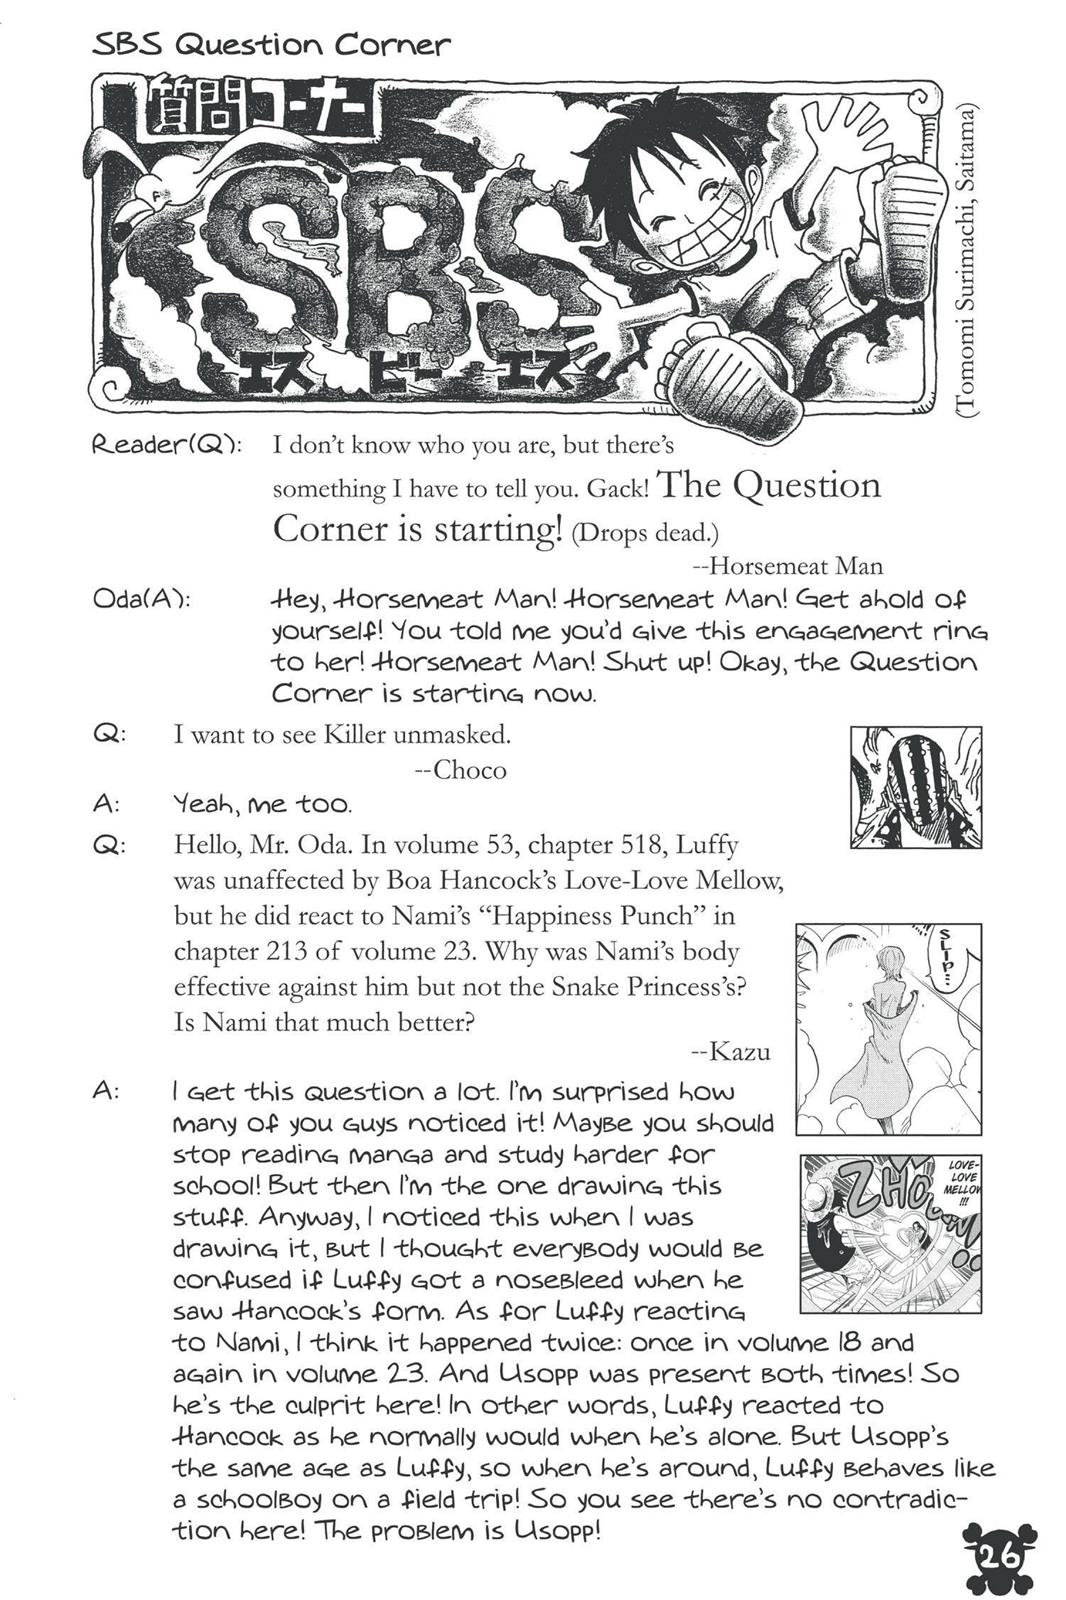 SBS Question Corner
質問コーナー
SBS
エス ビー エス
(Tomomi Surimachi, Saitama)
Reader(Q): I don't know who you are, but there's
something I have to tell you. Gack! The Question
Corner is starting! (Drops dead.)
--Horsemeat Man
Oda(A): Hey, Horsemeat Man! Horsemeat Man! Get ahold of
yourself! You told me you'd give this engagement ring
to her! Horsemeat Man! Shut up! Okay, the Question
Corner is starting now.
Q: I want to see Killer unmasked.
--Choco
A: Yeah, me too.
Q: Hello, Mr. Oda. In volume 53, chapter 518, Luffy
was unaffected by Boa Hancock's Love-Love Mellow,
but he did react to Nami's "Happiness Punch" in
chapter 213 of volume 23. Why was Nami's body
effective against him but not the Snake Princess's?
Is Nami that much better?
--Kazu
SLIP...
A: I get this question a lot. I'm surprised how
many of you guys noticed it! Maybe you should
stop reading manga and study harder for
school! But then I'm the one drawing this
stuff. Anyway, I noticed this when I was
drawing it, but I thought everybody would be
confused if Luffy got a nosebleed when he
saw Hancock's form. As for Luffy reacting
to Nami, I think it happened twice: once in volume 18 and
again in volume 23. And Usopp was present both times! So
he's the culprit here! In other words, Luffy reacted to
Hancock as he normally would when he's alone. But Usopp's
the same age as Luffy, so when he's around, Luffy behaves like
a schoolboy on a field trip! So you see there's no contradic-
tion here! The problem is Usopp!
LOVE-
LOVE
MELLOW
!!!
26